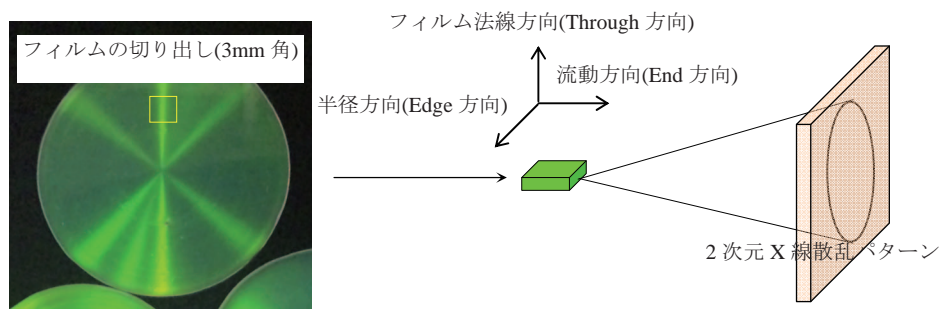 フィルムの切り出し(3mm 角)
フィルム法線方向(Through 方向)
流動方向(End 方向)
半径方向(Edge 方向)
2 次元 X 線散乱パターン